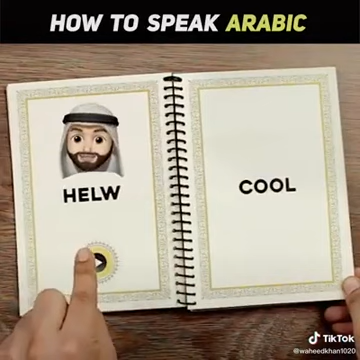 HOW TO SPEAK ARABIC
HELW
COOL
TikTok
@waheedkhan1020